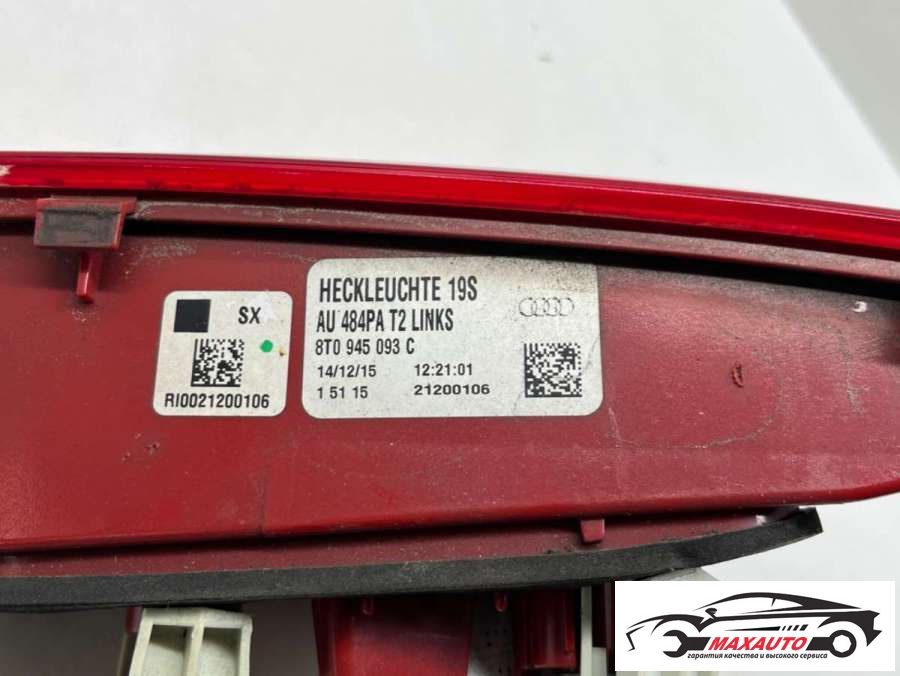 SX
RI0021200106
HECKLEUCHTE 19S
AU 484PA T2 LINKS
8T0 945 093 C
14/12/15 12:21:01
1 51 15 21200106
MAXAUTO
гарантия качества и высокого сервиса